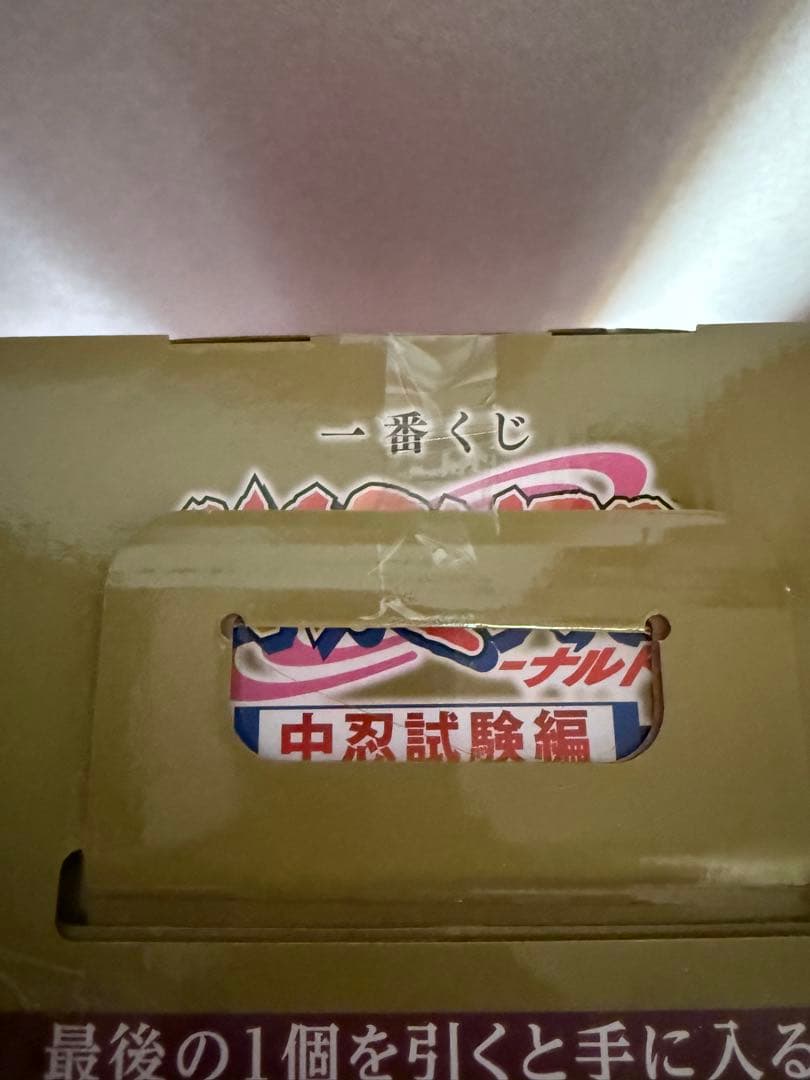 一番くじ
ーナルト
中忍試験編
最後の1個を引くと手に入る